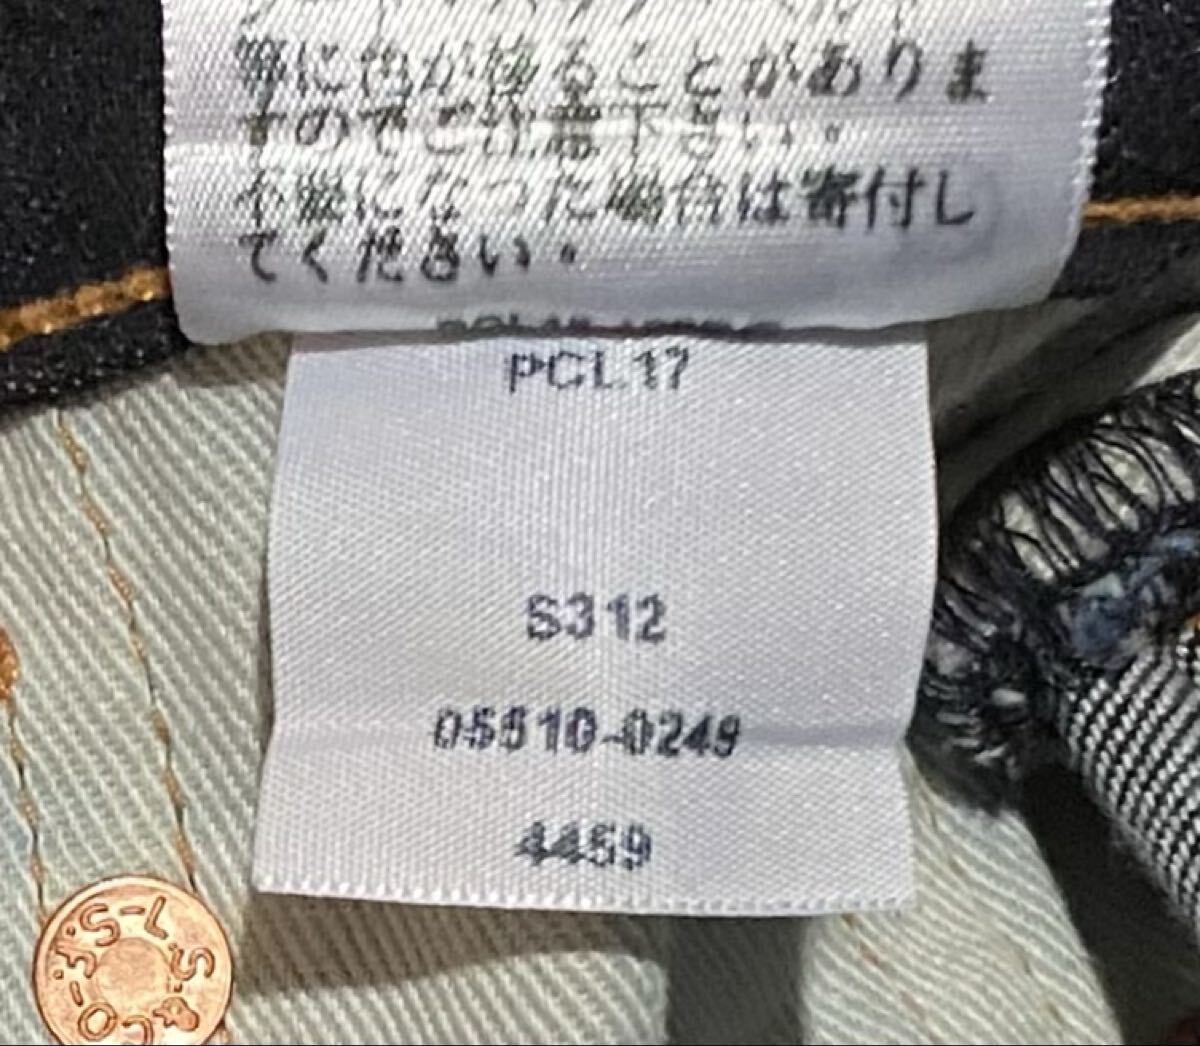 等に色が移ることがありま
すのでご注意下さい。
不要になった場合は寄付し
てください。
PCL17
S312
05510-0249
4459
L.S.&CO-S.F.